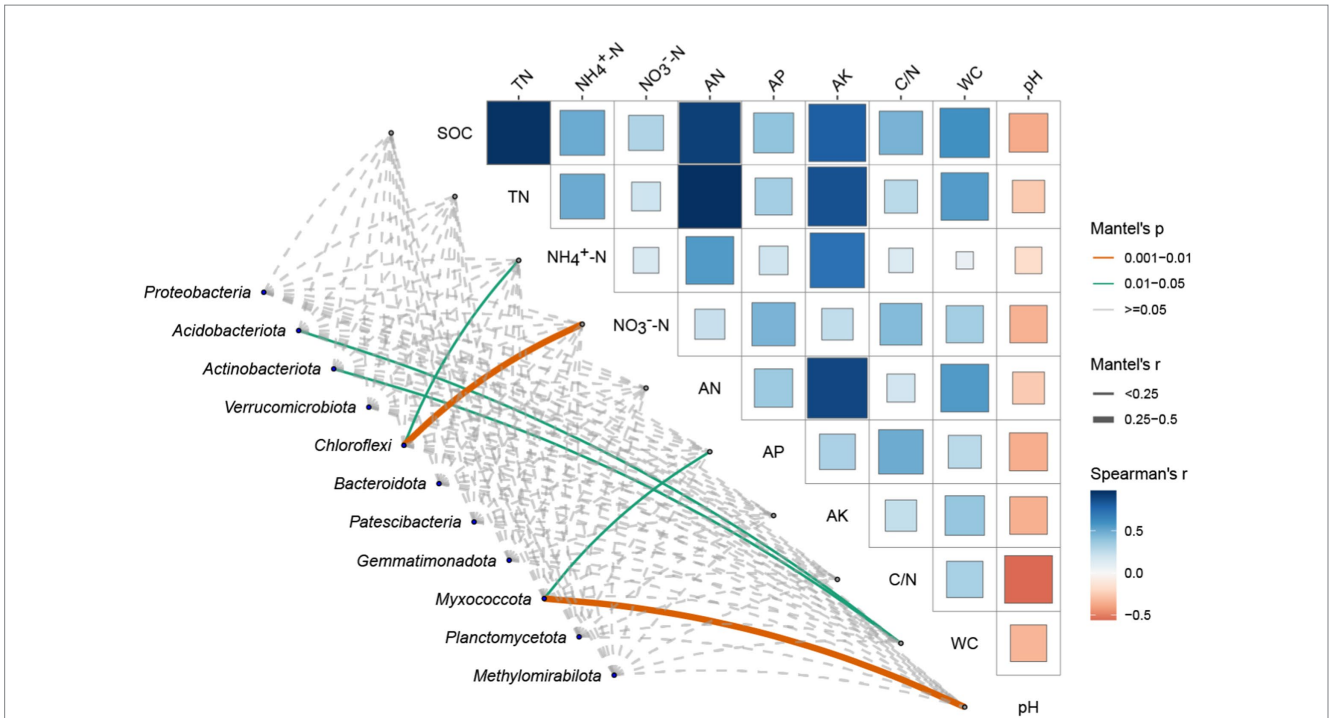 TN NH4⁺-N NO3⁻-N AN AP AK C/N WC pH
SOC
TN
NH4⁺-N
NO3⁻-N
AN
AP
AK
C/N
WC
pH
Proteobacteria
Acidobacteriota
Actinobacteriota
Verrucomicrobiota
Chloroflexi
Bacteroidota
Patescibacteria
Gemmatimonadota
Myxococcota
Planctomycetota
Methylomirabilota
Mantel's p
0.001−0.01
0.01−0.05
>=0.05
Mantel's r
<0.25
0.25−0.5
Spearman's r
0.5
0.0
−0.5